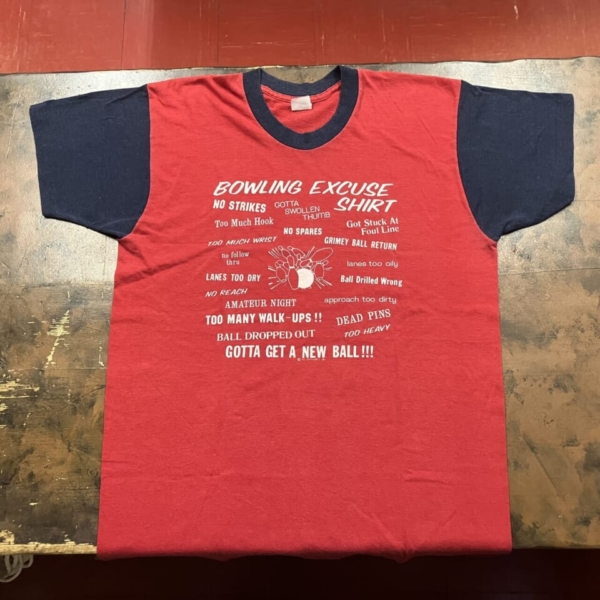 BOWLING EXCUSE
SHIRT
NO STRIKES
GOTTA
SWOLLEN
THUMB
Too Much Hook
Got Stuck At
Foul Line
NO SPARES
TOO MUCH WRIST
GRIMEY BALL RETURN
no follow
thru
lanes too oily
LANES TOO DRY
Ball Drilled Wrong
NO REACH
AMATEUR NIGHT
approach too dirty
TOO MANY WALK-UPS !!
DEAD PINS
BALL DROPPED OUT
TOO HEAVY
GOTTA GET A NEW BALL!!!